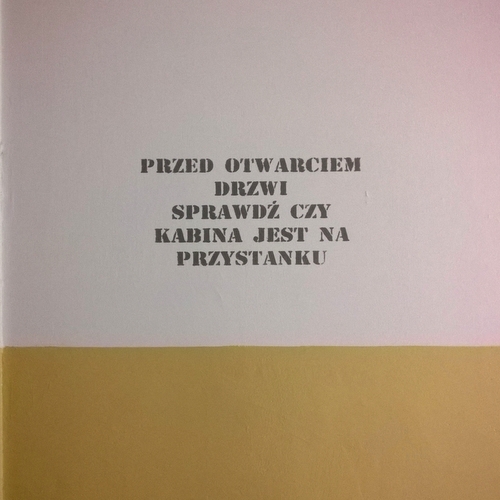 PRZED OTWARCIEM
DRZWI
SPRAWDŹ CZY
KABINA JEST NA
PRZYSTANKU